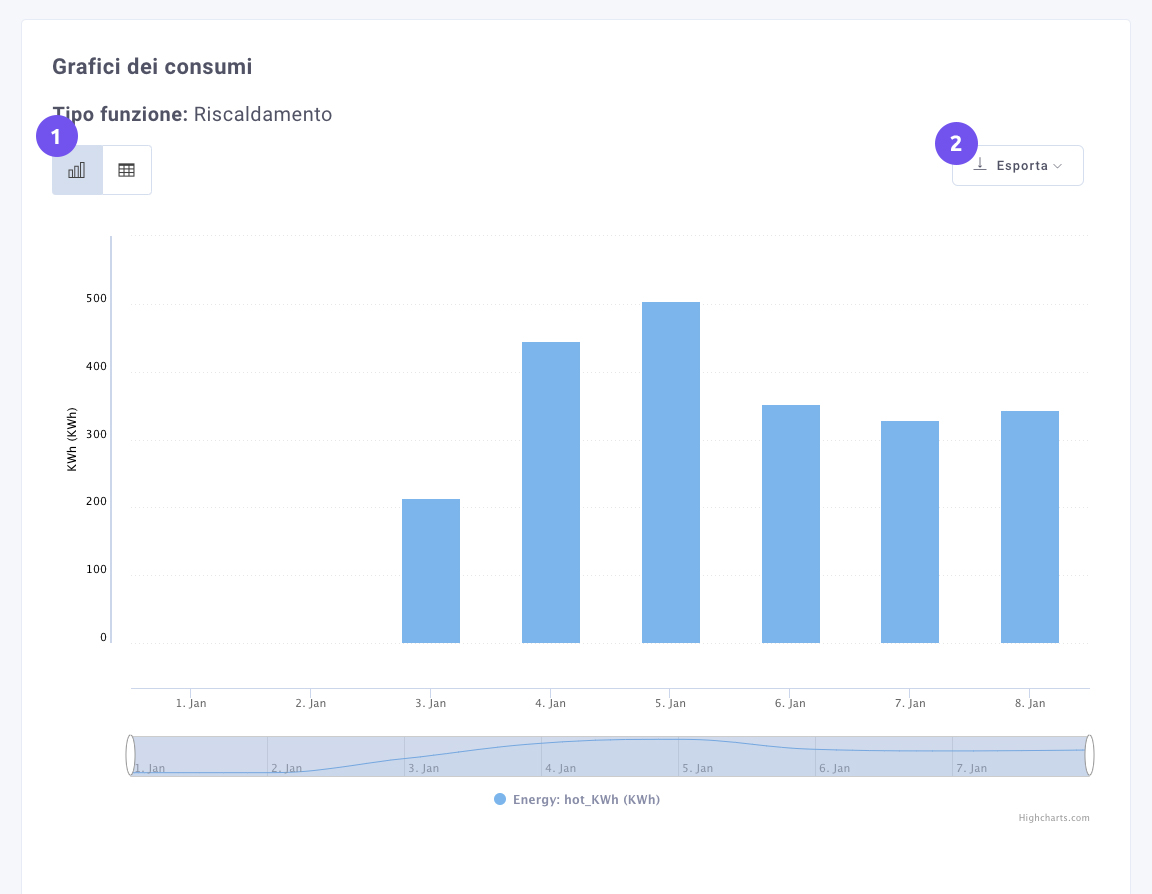 Grafici dei consumi
Tipo funzione: Riscaldamento
1
2
Esporta
500
400
300
200
100
0
KWh (KWh)
1. Jan 2. Jan 3. Jan 4. Jan 5. Jan 6. Jan 7. Jan 8. Jan
1. Jan 2. Jan 3. Jan 4. Jan 5. Jan 6. Jan 7. Jan
Energy: hot_KWh (KWh)
Highcharts.com